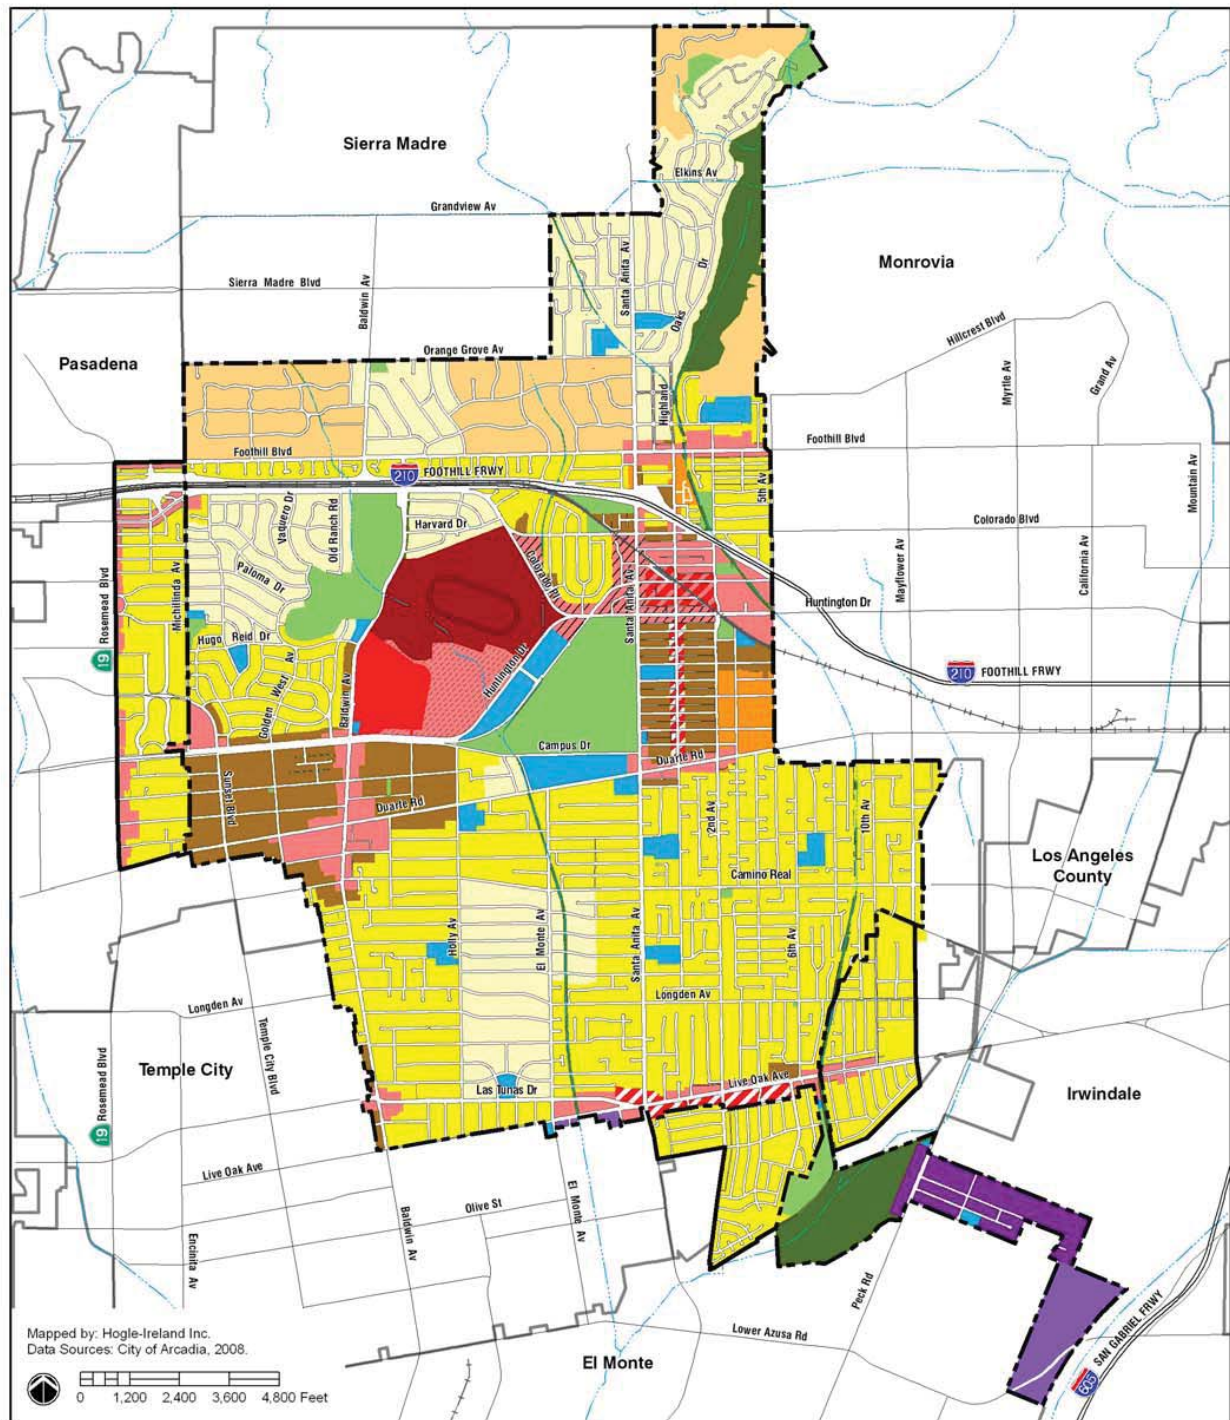 Sierra Madre
Elkins Av
Grandview Av
Monrovia
Santa Anita Av
Dr
Oaks
Sierra Madre Blvd
Baldwin Av
Hillcrest Blvd
Orange Grove Av
Pasadena
Myrtle Av
Grand Av
Highland
Foothill Blvd
Foothill Blvd
Mountain Av
210
FOOTHILL FRWY
5th Av
Vaquero Dr
Old Ranch Rd
Harvard Dr
Colorado Blvd
Colorado Pl
Paloma Dr
Michillinda Av
Rosemead Blvd
Santa Anita Av
Mayflower Av
California Av
Huntington Dr
Hugo Reid Dr
19
Huntington Dr
210
FOOTHILL FRWY
Golden West Av
Baldwin Av
Campus Dr
Duarte Rd
Sunset Blvd
Duarte Rd
2nd Av
10th Av
Los Angeles
County
Camino Real
Holly Av
El Monte Av
Santa Anita Av
6th Av
Longden Av
Longden Av
Temple City Blvd
Temple City
Rosemead Blvd
19
Las Tunas Dr
Live Oak Ave
Irwindale
Live Oak Ave
Olive St
El Monte Av
Baldwin Av
Encinita Av
Peck Rd
Lower Azusa Rd
SAN GABRIEL FRWY
605
El Monte
Mapped by: Hogle-Ireland Inc.
Data Sources: City of Arcadia, 2008.
0 1,200 2,400 3,600 4,800 Feet